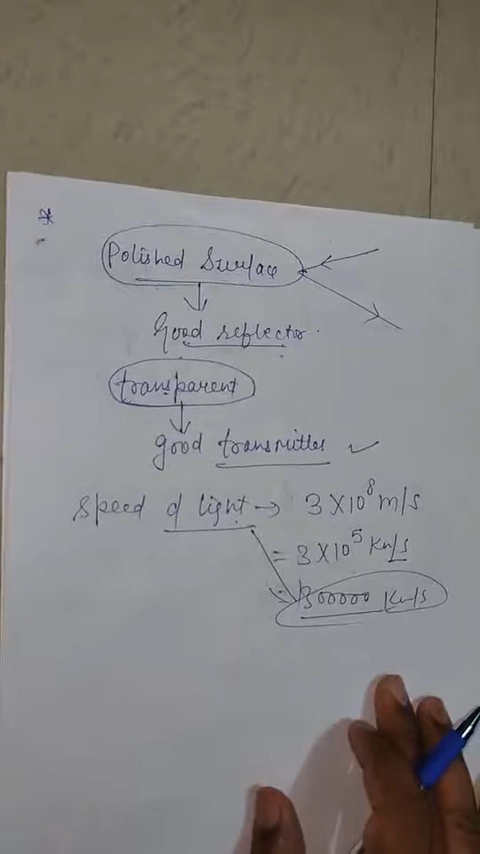 *
Polished Surface
Good reflector
transparent
good transmitter
Speed of light → 3 X 10⁸ m/s
= 3 X 10⁵ Km/s
= 300000 Km/s